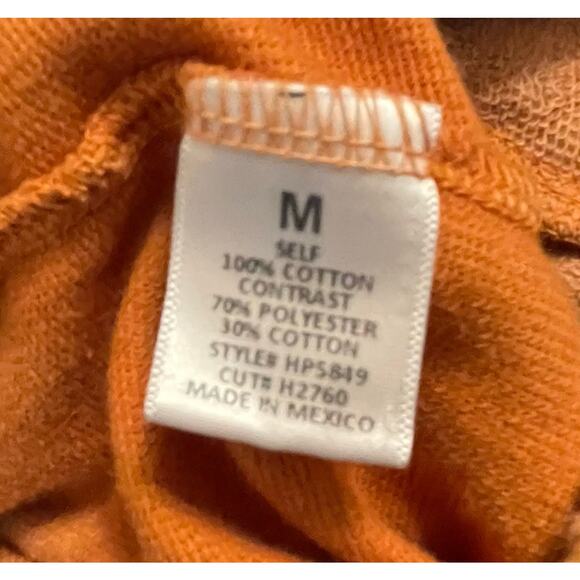 M
SELF
100% COTTON
CONTRAST
70% POLYESTER
30% COTTON
STYLE# HP5849
CUT# H2760
MADE IN MEXICO